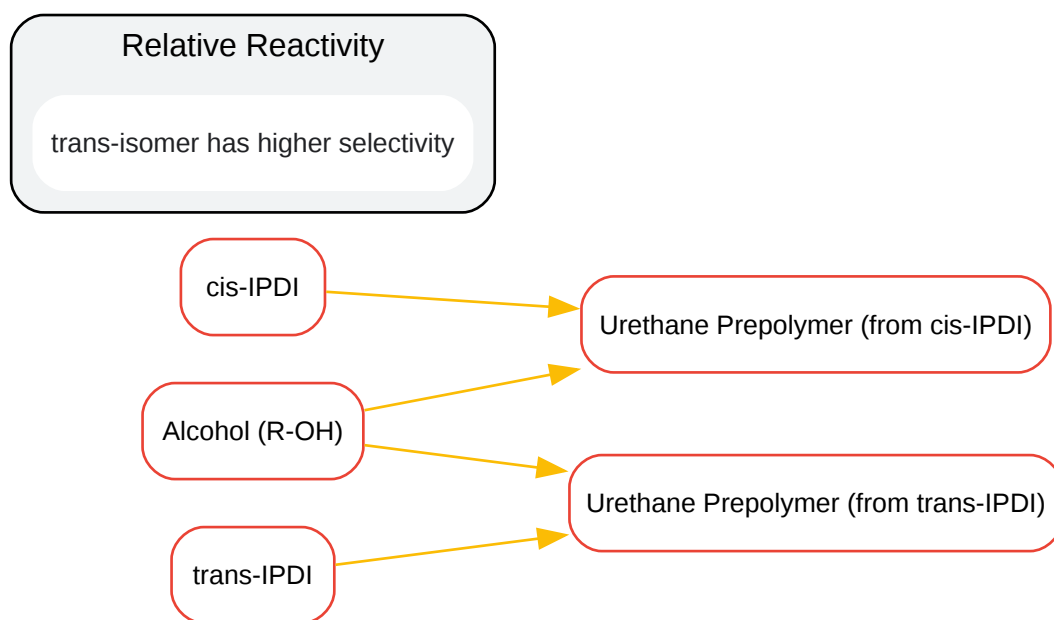 Relative Reactivity
trans-isomer has higher selectivity
cis-IPDI
Urethane Prepolymer (from cis-IPDI)
Alcohol (R-OH)
Urethane Prepolymer (from trans-IPDI)
trans-IPDI